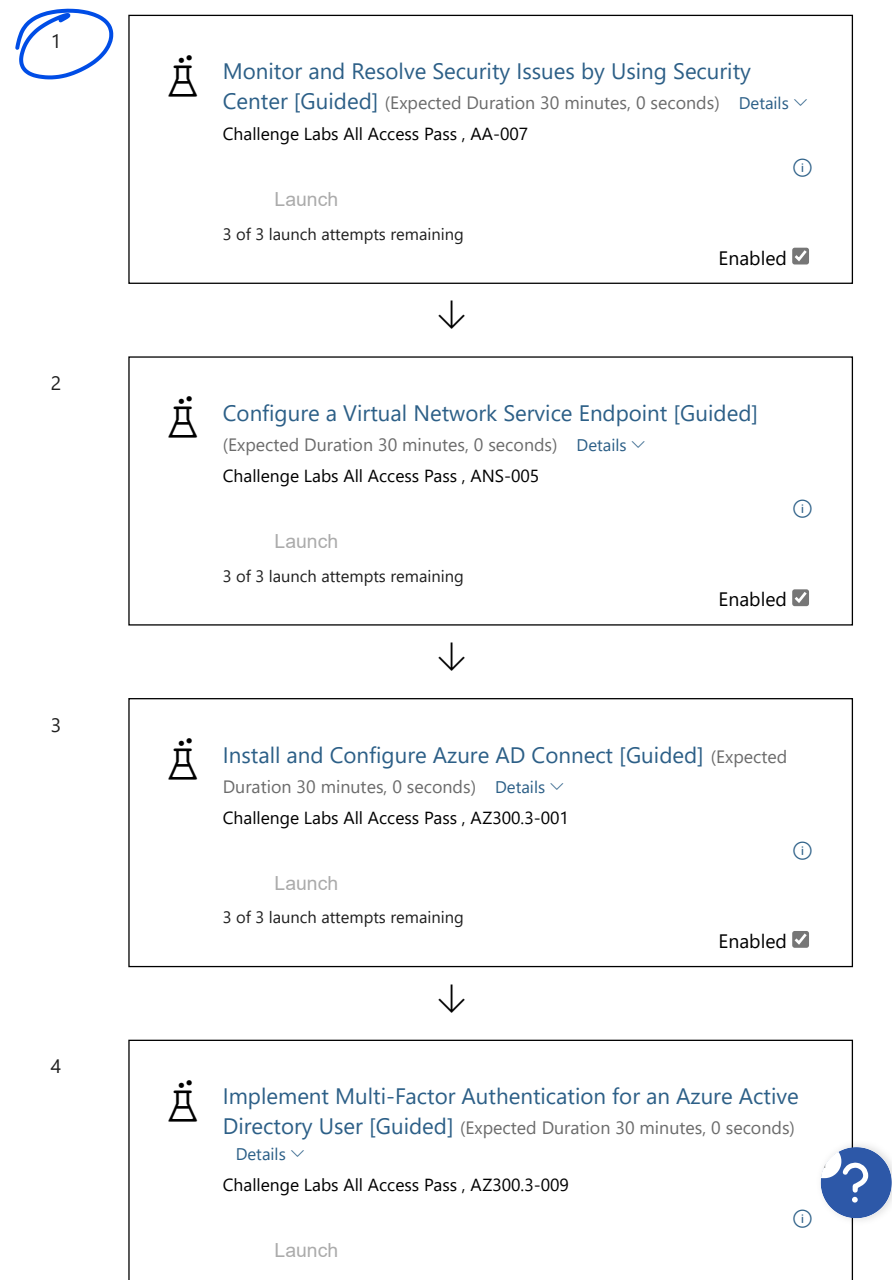 1
Monitor and Resolve Security Issues by Using Security
Center [Guided] (Expected Duration 30 minutes, 0 seconds) Details
Challenge Labs All Access Pass , AA-007
Launch
3 of 3 launch attempts remaining
Enabled
2
Configure a Virtual Network Service Endpoint [Guided]
(Expected Duration 30 minutes, 0 seconds) Details
Challenge Labs All Access Pass , ANS-005
Launch
3 of 3 launch attempts remaining
Enabled
3
Install and Configure Azure AD Connect [Guided] (Expected
Duration 30 minutes, 0 seconds) Details
Challenge Labs All Access Pass , AZ300.3-001
Launch
3 of 3 launch attempts remaining
Enabled
4
Implement Multi-Factor Authentication for an Azure Active
Directory User [Guided] (Expected Duration 30 minutes, 0 seconds)
Details
Challenge Labs All Access Pass , AZ300.3-009
?
Launch